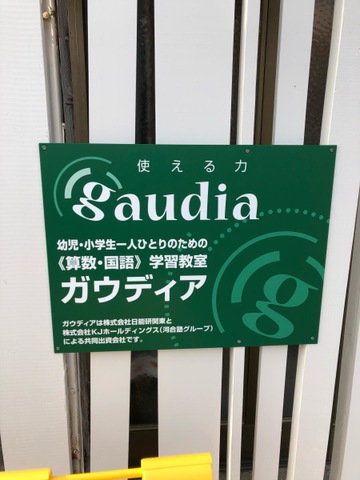 使える力
gaudia
幼児・小学生一人ひとりのための
《算数・国語》学習教室
ガウディア
ガウディアは株式会社日能研関東と
株式会社KJホールディングス(河合塾グループ)
による共同出資会社です。
g